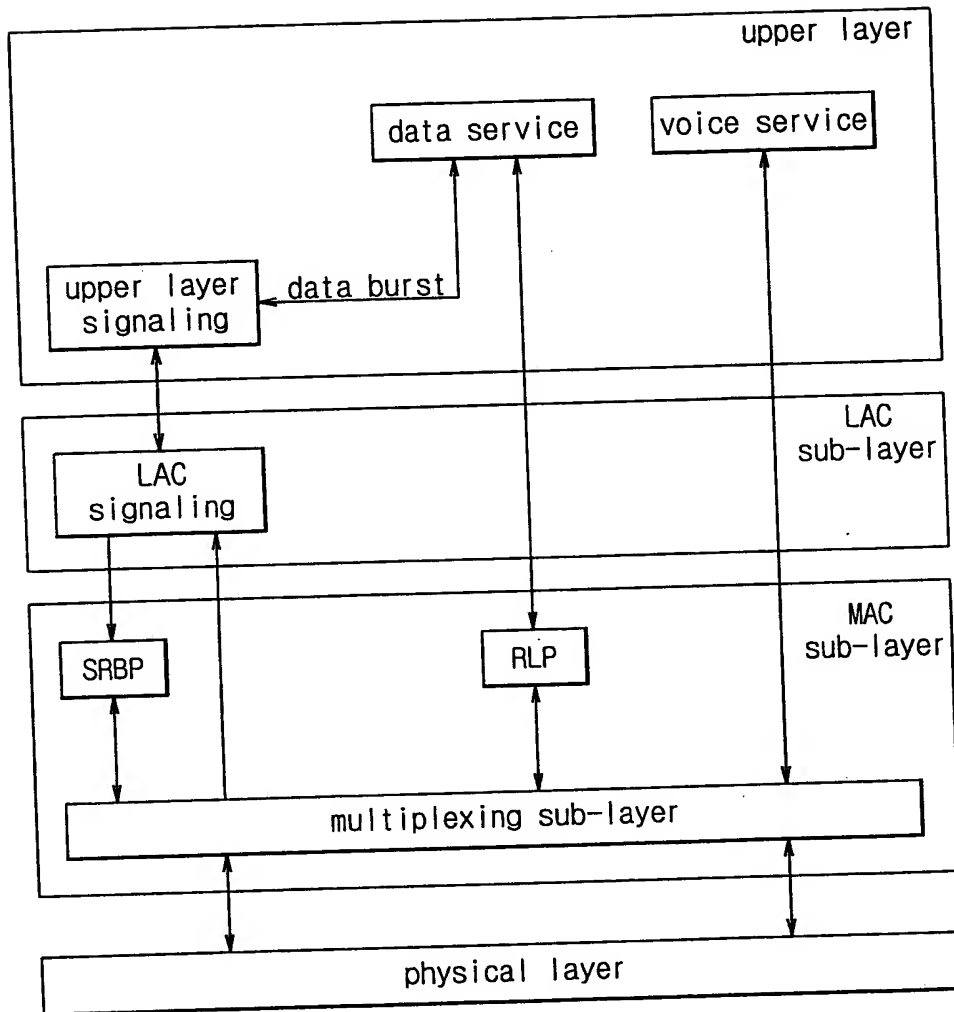 upper layer
data service
voice service
upper layer
signaling
data burst
LAC
sub-layer
LAC
signaling
MAC
sub-layer
SRBP
RLP
multiplexing sub-layer
physical layer